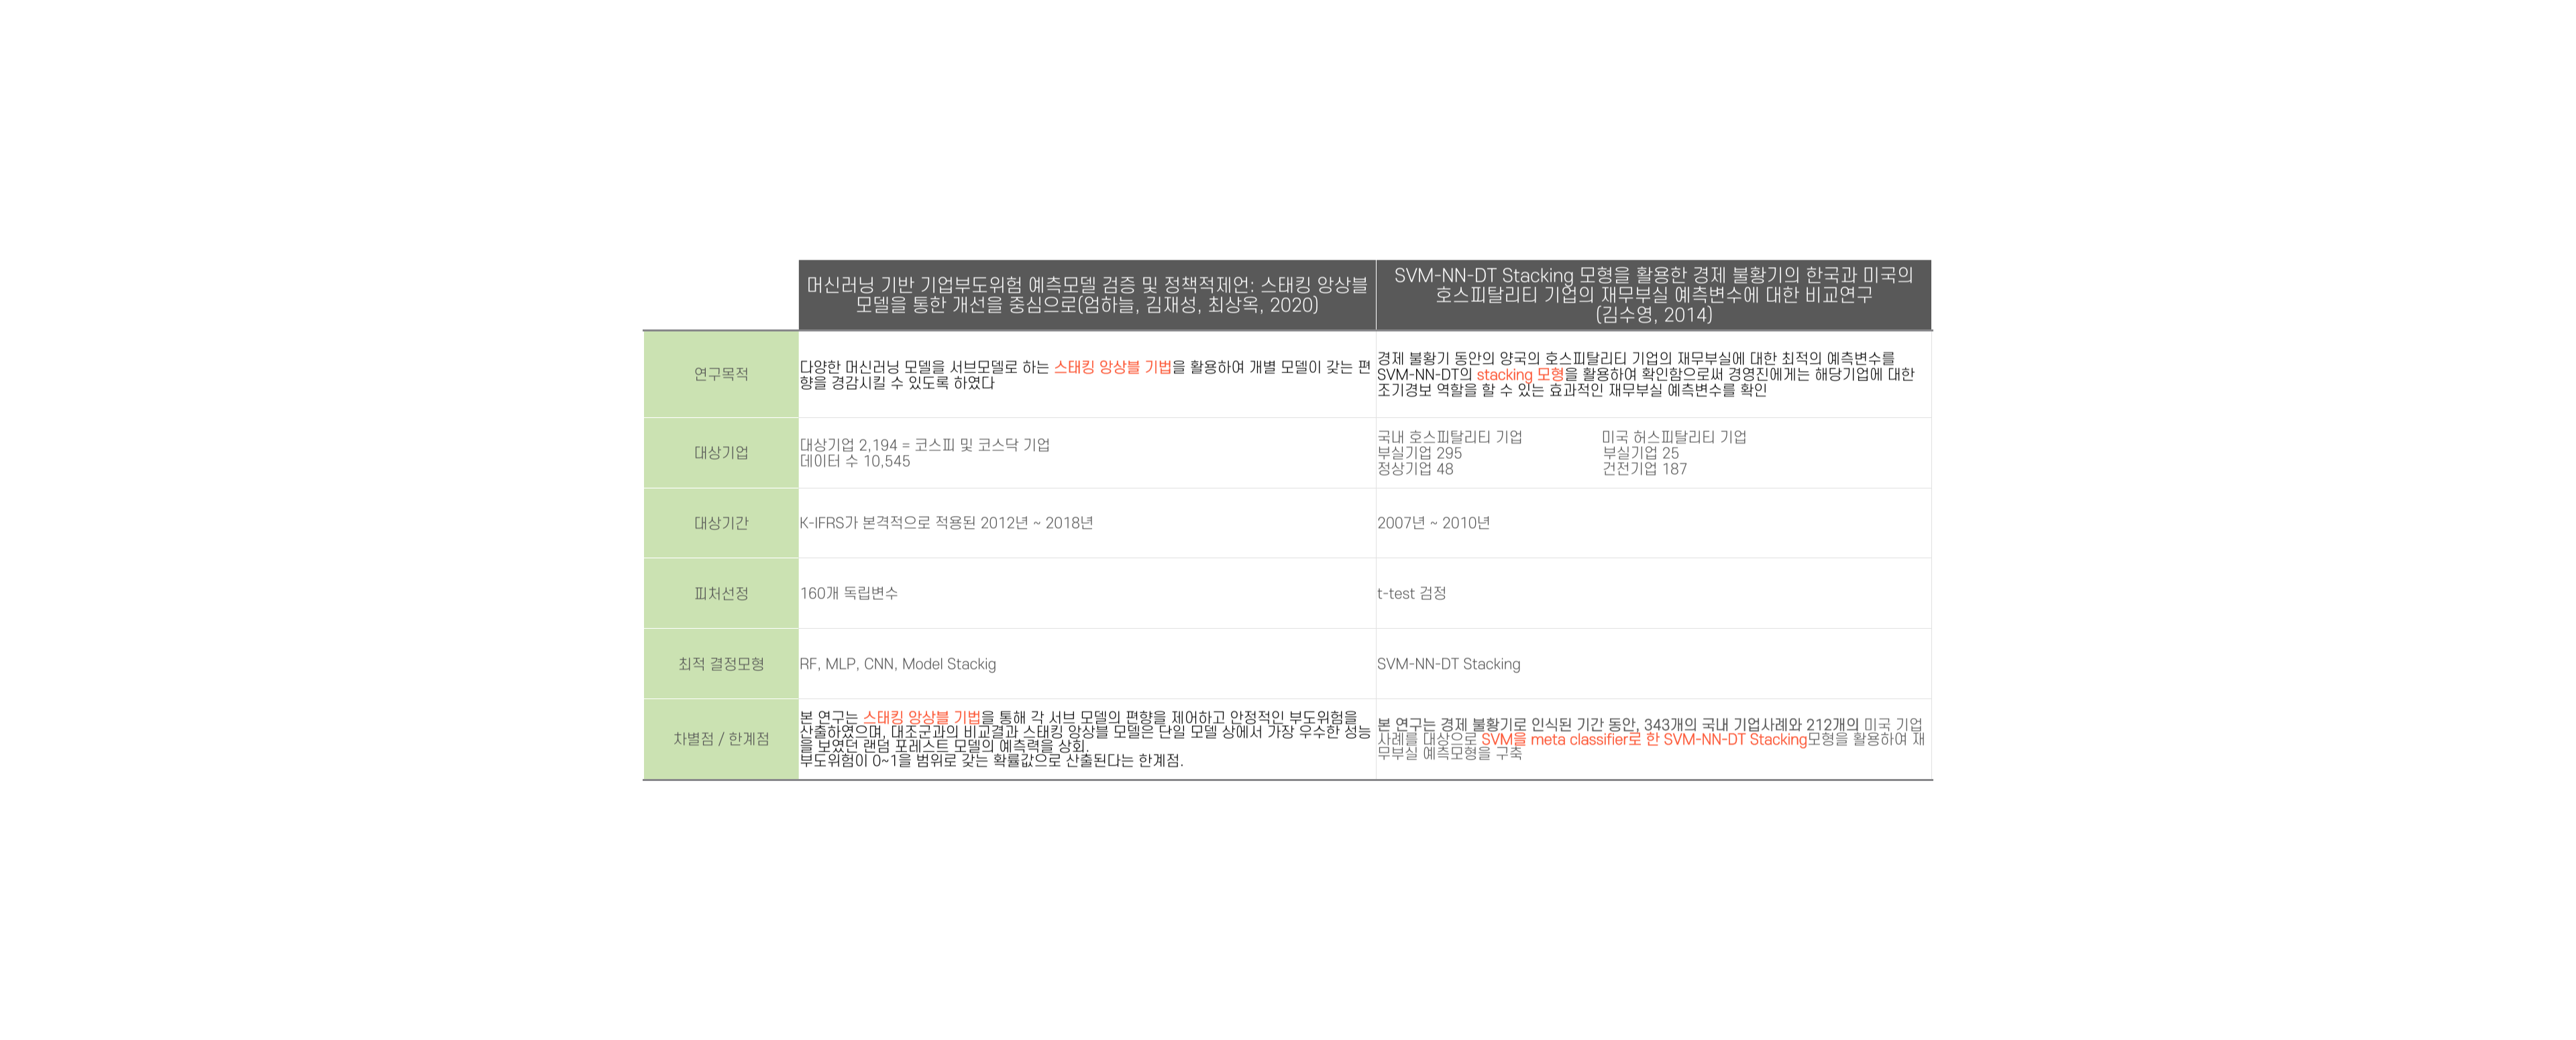 머신러닝 기반 기업부도위험 예측모델 검증 및 정책적제언: 스태킹 앙상블
모델을 통한 개선을 중심으로(엄하늘, 김재성, 최상옥, 2020)
SVM-NN-DT Stacking 모형을 활용한 경제 불황기의 한국과 미국의
호스피탈리티 기업의 재무부실 예측변수에 대한 비교연구
(김수영, 2014)
연구목적
다양한 머신러닝 모델을 서브모델로 하는 스태킹 앙상블 기법을 활용하여 개별 모델이 갖는 편
향을 경감시킬 수 있도록 하였다
경제 불황기 동안의 양국의 호스피탈리티 기업의 재무부실에 대한 최적의 예측변수를
SVM-NN-DT의 stacking 모형을 활용하여 확인함으로써 경영진에게는 해당기업에 대한
조기경보 역할을 할 수 있는 효과적인 재무부실 예측변수를 확인
대상기업
대상기업 2,194 = 코스피 및 코스닥 기업
데이터 수 10,545
국내 호스피탈리티 기업
부실기업 295
정상기업 48
미국 허스피탈리티 기업
부실기업 25
건전기업 187
대상기간
K-IFRS가 본격적으로 적용된 2012년 ~ 2018년
2007년 ~ 2010년
피처선정
160개 독립변수
t-test 검정
최적 결정모형
RF, MLP, CNN, Model Stackig
SVM-NN-DT Stacking
차별점 / 한계점
본 연구는 스태킹 앙상블 기법을 통해 각 서브 모델의 편향을 제어하고 안정적인 부도위험을
산출하였으며, 대조군과의 비교결과 스태킹 앙상블 모델은 단일 모델 상에서 가장 우수한 성능
을 보였던 랜덤 포레스트 모델의 예측력을 상회.
부도위험이 0~1을 범위로 갖는 확률값으로 산출된다는 한계점.
본 연구는 경제 불황기로 인식된 기간 동안, 343개의 국내 기업사례와 212개의 미국 기업
사례를 대상으로 SVM을 meta classifier로 한 SVM-NN-DT Stacking모형을 활용하여 재
무부실 예측모형을 구축